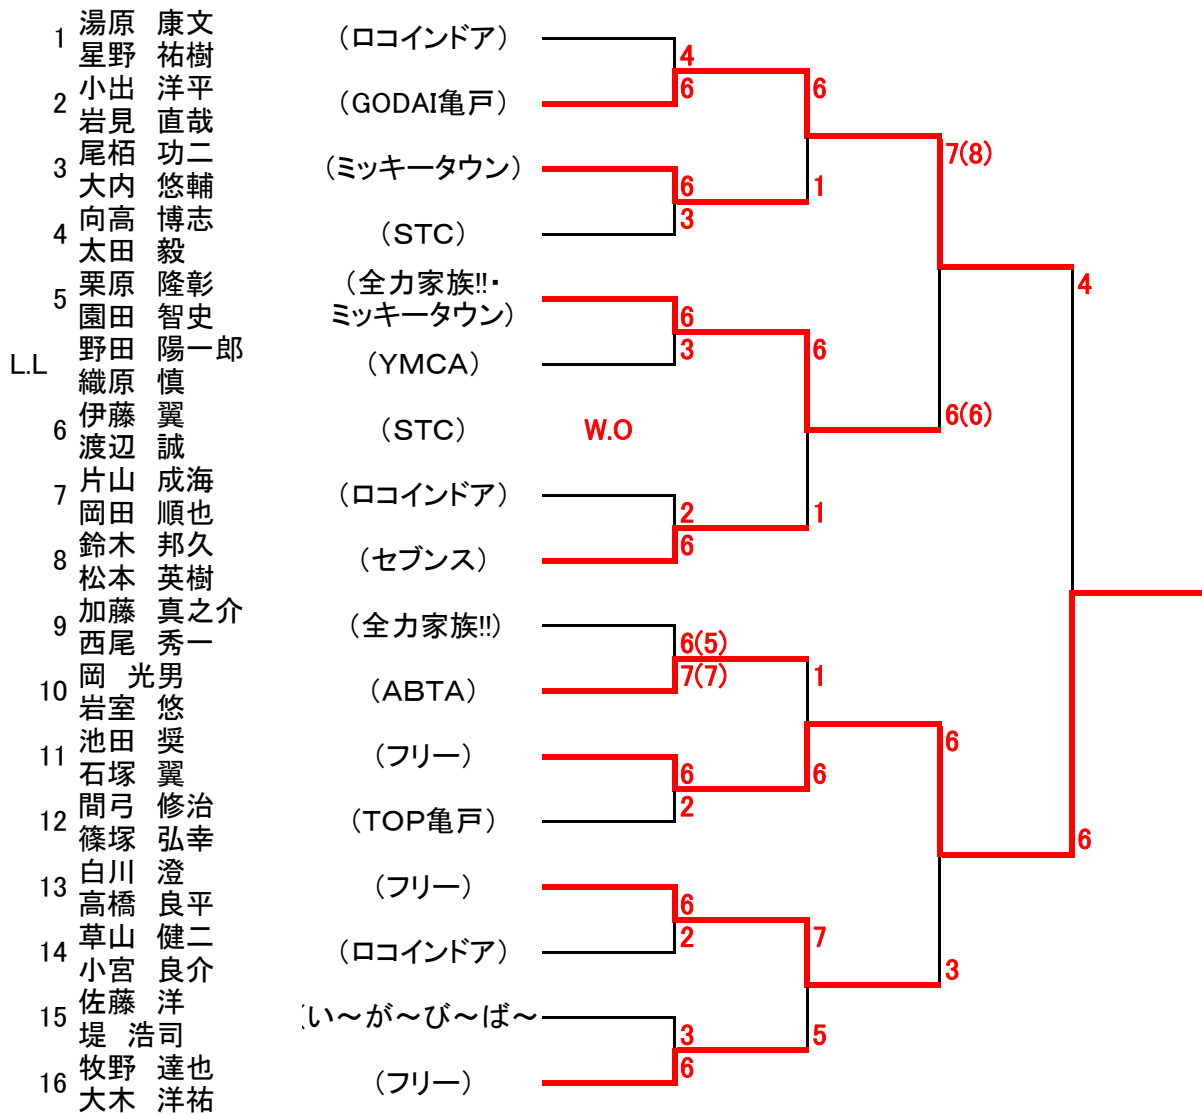 湯原 康文
1 (ロコインドア)
星野 祐樹
4
小出 洋平
6 6
2 (GODAI亀戸)
岩見 直哉
尾栢 功二
7(8)
3 (ミッキータウン)
大内 悠輔
6 1
向高 博志
3
4 (STC)
太田 毅
栗原 隆彰
(全力家族!!・
4
5
園田 智史
ミッキータウン)
6
野田 陽一郎
3 6
L.L (YMCA)
織原 慎
伊藤 翼
6(6)
6 (STC) W.O
渡辺 誠
片山 成海
7 (ロコインドア)
岡田 順也
2 1
鈴木 邦久
6
8 (セブンス)
松本 英樹
加藤 真之介
9 (全力家族!!)
西尾 秀一
6(5)
岡 光男
7(7) 1
10 (ABTA)
岩室 悠
池田 奨
6
11 (フリー)
石塚 翼
6 6
間弓 修治
2
12 (TOP亀戸)
篠塚 弘幸
6
白川 澄
13 (フリー)
高橋 良平
6
草山 健二
2 7
14 (ロコインドア)
小宮 良介
3
佐藤 洋
15 い～が～び～ば～
堤 浩司
3 5
牧野 達也
6
16 (フリー)
大木 洋祐